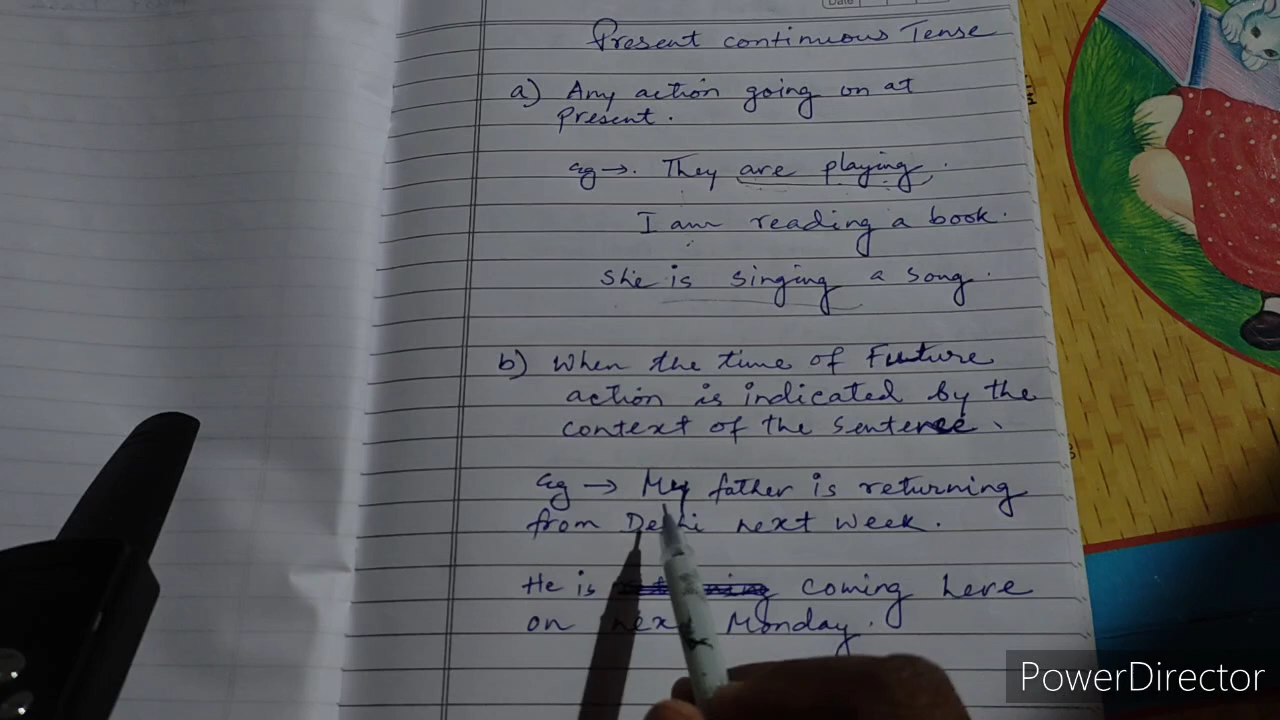 Date
Present continuous Tense
a) Any action going on at
present.
eg →. They are playing.
I am reading a book.
She is singing a song.
b) When the time of Future
action is indicated by the
context of the sentence.
eg → My father is returning
from Delhi next week.
He is coming here
on next Monday.
PowerDirector